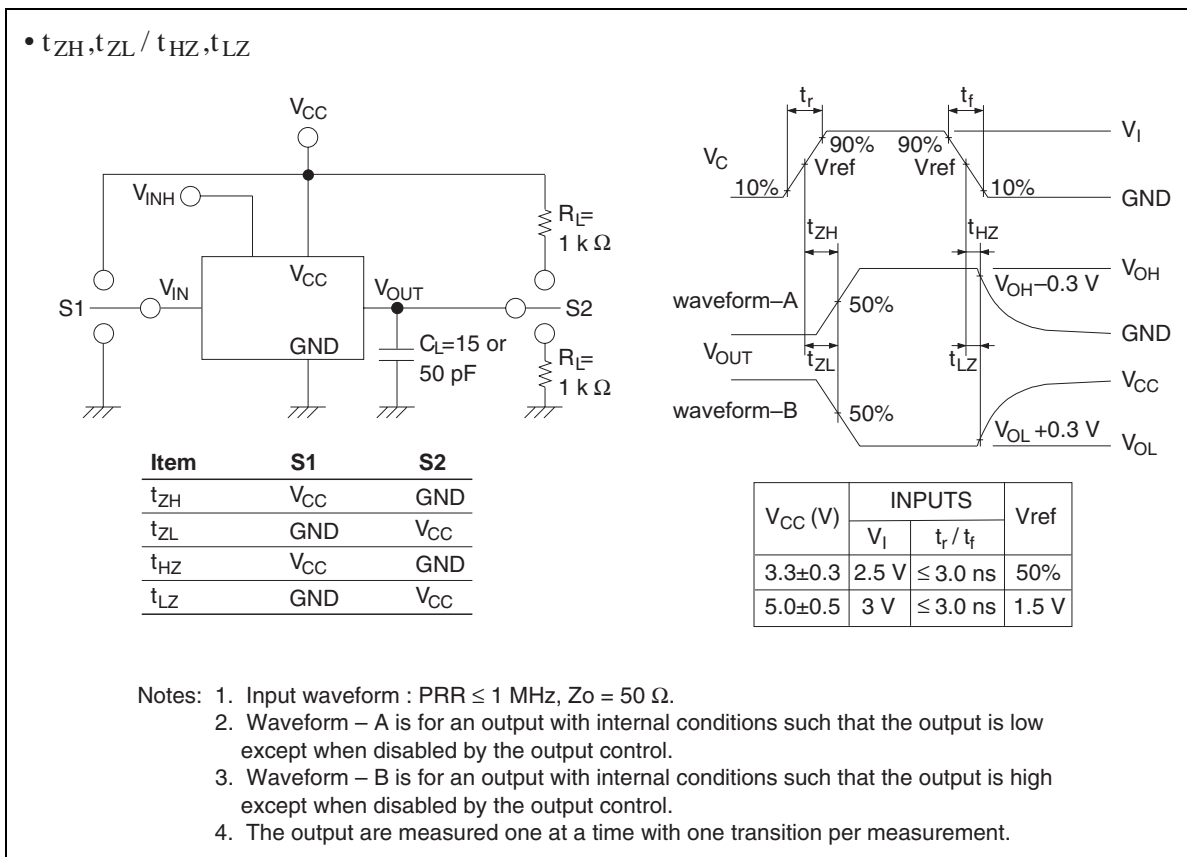 • tZH,tZL / tHZ,tLZ
VCC
VINH
RL=
1 k Ω
S1
VIN
VCC
VOUT
S2
GND
CL=15 or
50 pF
RL=
1 k Ω
Item S1 S2
tZH VCC GND
tZL GND VCC
tHZ VCC GND
tLZ GND VCC
tr
tf
VI
VC
90%
90%
Vref
Vref
10%
10%
GND
tZH
tHZ
VOH
VOH–0.3 V
waveform–A
50%
GND
VOUT
tZL
tLZ
VCC
waveform–B
50%
VOL +0.3 V
VOL
VCC (V) INPUTS Vref
VI tr / tf
3.3±0.3 2.5 V ≤ 3.0 ns 50%
5.0±0.5 3 V ≤ 3.0 ns 1.5 V
Notes: 1. Input waveform : PRR ≤ 1 MHz, Zo = 50 Ω.
2. Waveform – A is for an output with internal conditions such that the output is low
except when disabled by the output control.
3. Waveform – B is for an output with internal conditions such that the output is high
except when disabled by the output control.
4. The output are measured one at a time with one transition per measurement.